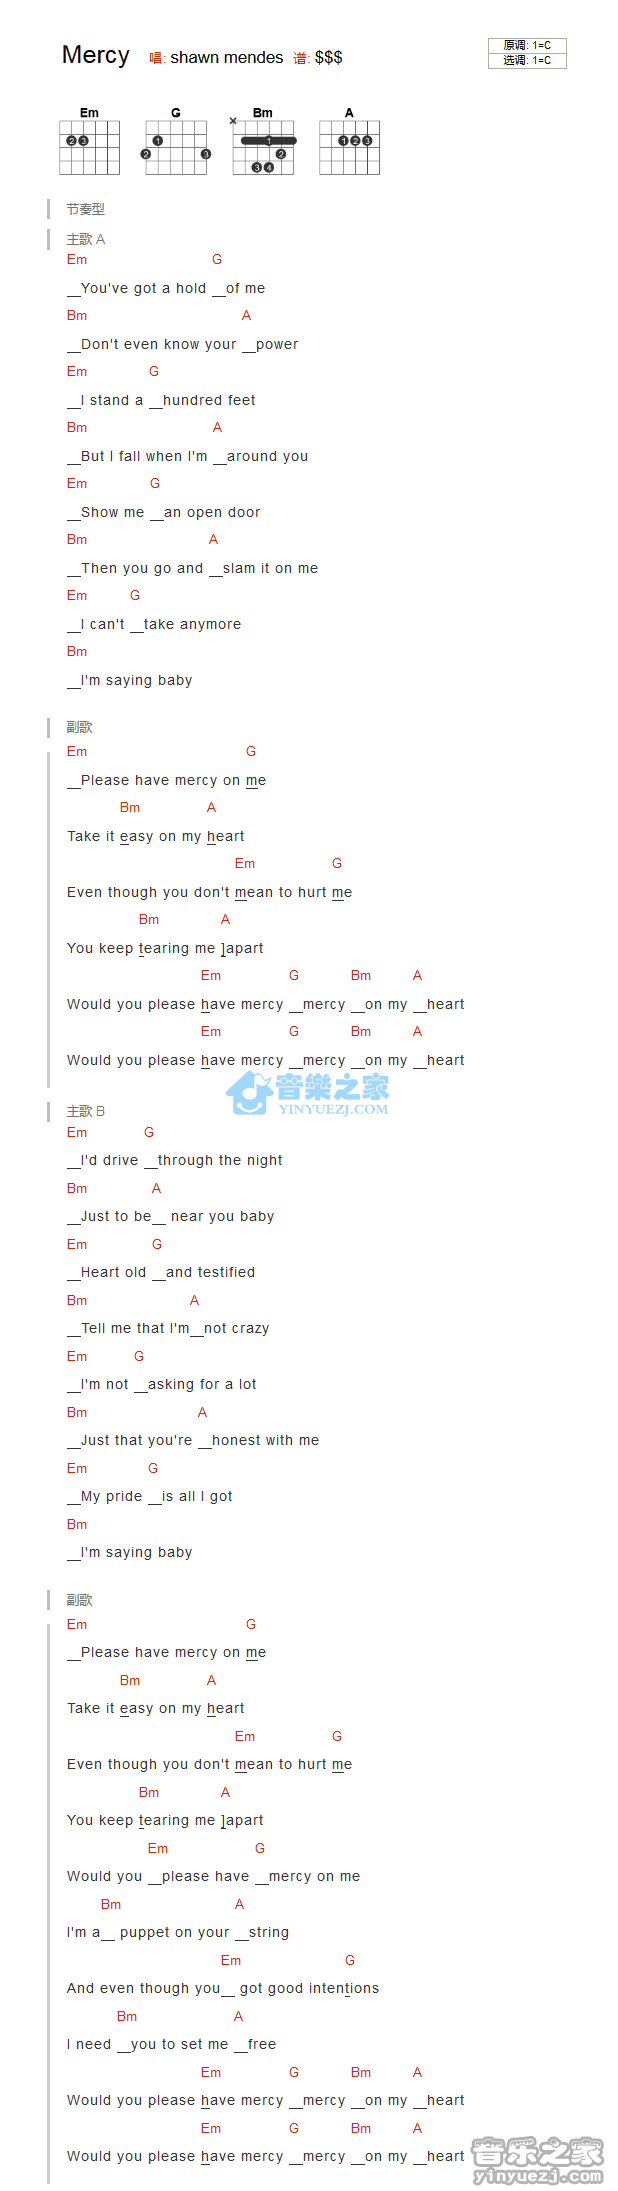 Mercy 唱: shawn mendes 谱: $$$
原调: 1=C
选调: 1=C
Em G Bm A
节奏型
主歌 A
Em G
__You've got a hold __of me
Bm A
__Don't even know your __power
Em G
__I stand a __hundred feet
Bm A
__But I fall when I'm __around you
Em G
__Show me __an open door
Bm A
__Then you go and __slam it on me
Em G
__I can't __take anymore
Bm
__I'm saying baby
副歌
Em G
__Please have mercy on me
Bm A
Take it easy on my heart
Em G
Even though you don't mean to hurt me
Bm A
You keep tearing me ]apart
Em G Bm A
Would you please have mercy __mercy __on my __heart
Em G Bm A
Would you please have mercy __mercy __on my __heart
音樂之家
YINYUEZJ.COM
主歌 B
Em G
__I'd drive __through the night
Bm A
__Just to be__ near you baby
Em G
__Heart old __and testified
Bm A
__Tell me that I'm__not crazy
Em G
__I'm not __asking for a lot
Bm A
__Just that you're __honest with me
Em G
__My pride __is all I got
Bm
__I'm saying baby
副歌
Em G
__Please have mercy on me
Bm A
Take it easy on my heart
Em G
Even though you don't mean to hurt me
Bm A
You keep tearing me ]apart
Em G
Would you __please have __mercy on me
Bm A
I'm a__ puppet on your __string
Em G
And even though you__ got good intentions
Bm A
I need __you to set me __free
Em G Bm A
Would you please have mercy __mercy __on my __heart
Em G Bm A
Would you please have mercy __mercy __on my __heart
音乐之家
yinyuezj.com